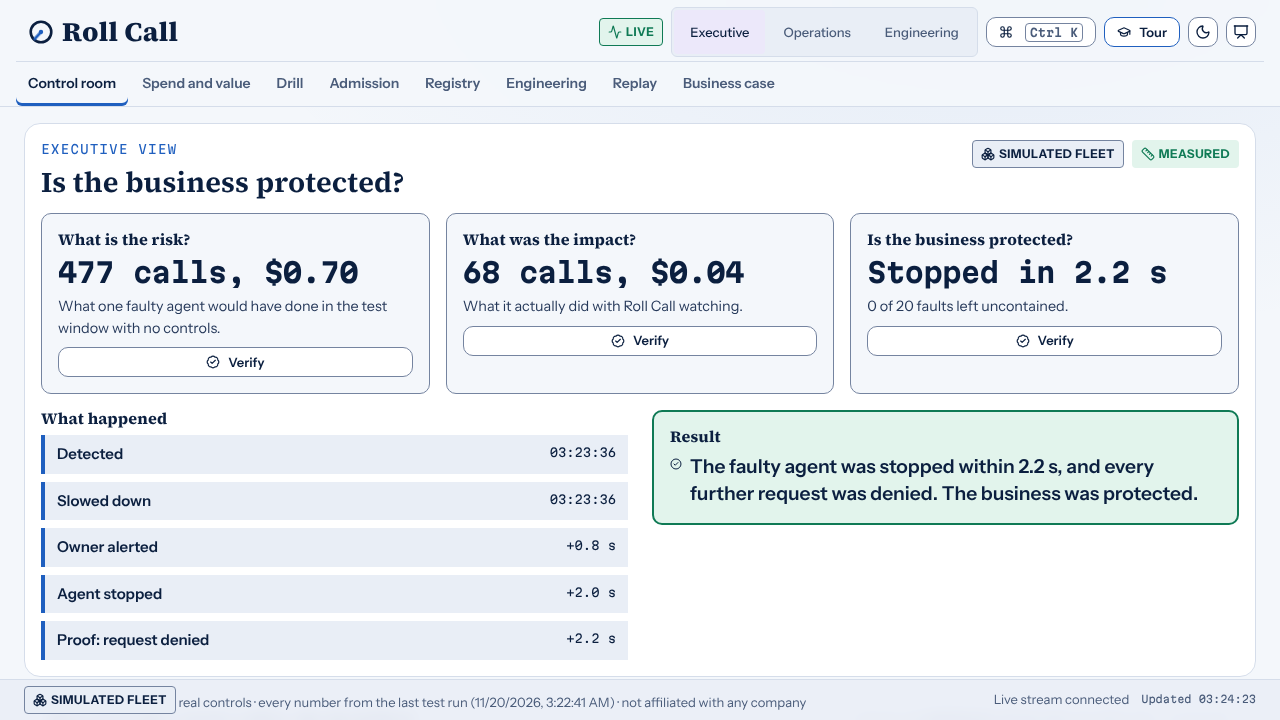 Roll Call
LIVE
Executive
Operations
Engineering
⌘ Ctrl K
Tour
Control room
Spend and value
Drill
Admission
Registry
Engineering
Replay
Business case
EXECUTIVE VIEW
SIMULATED FLEET
MEASURED
Is the business protected?
What is the risk?
477 calls, $0.70
What one faulty agent would have done in the test
window with no controls.
Verify
What was the impact?
68 calls, $0.04
What it actually did with Roll Call watching.
Verify
Is the business protected?
Stopped in 2.2 s
0 of 20 faults left uncontained.
Verify
What happened
Detected 03:23:36
Slowed down 03:23:36
Owner alerted +0.8 s
Agent stopped +2.0 s
Proof: request denied +2.2 s
Result
The faulty agent was stopped within 2.2 s, and every
further request was denied. The business was protected.
SIMULATED FLEET real controls · every number from the last test run (11/20/2026, 3:22:41 AM) · not affiliated with any company
Live stream connected Updated 03:24:23